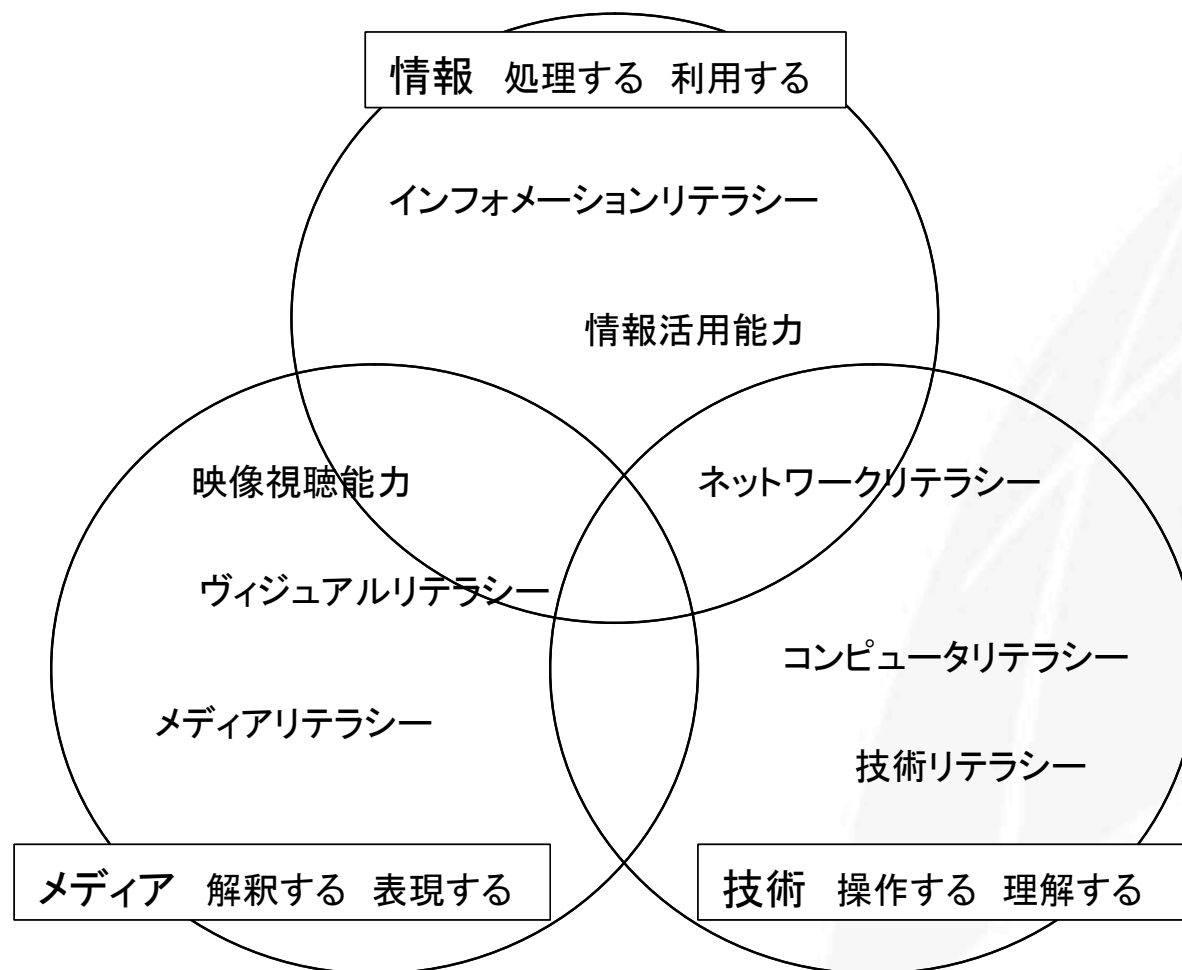 情報 処理する 利用する
インフォメーションリテラシー
情報活用能力
映像視聴能力
ネットワークリテラシー
ヴィジュアルリテラシー
コンピュータリテラシー
メディアリテラシー
技術リテラシー
メディア 解釈する 表現する
技術 操作する 理解する